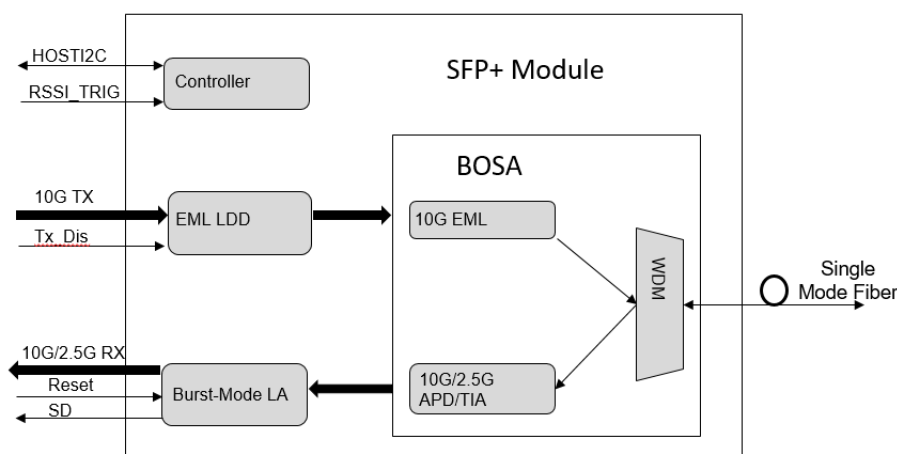 HOSTI2C
RSSI_TRIG
Controller
SFP+ Module
BOSA
10G TX
Tx_Dis
EML LDD
10G EML
WDM
Single
Mode Fiber
10G/2.5G RX
Reset
SD
Burst-Mode LA
10G/2.5G
APD/TIA